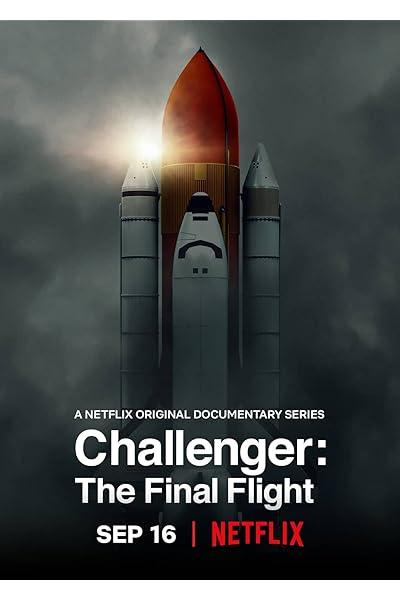 A NETFLIX ORIGINAL DOCUMENTARY SERIES
Challenger:
The Final Flight
SEP 16 | NETFLIX